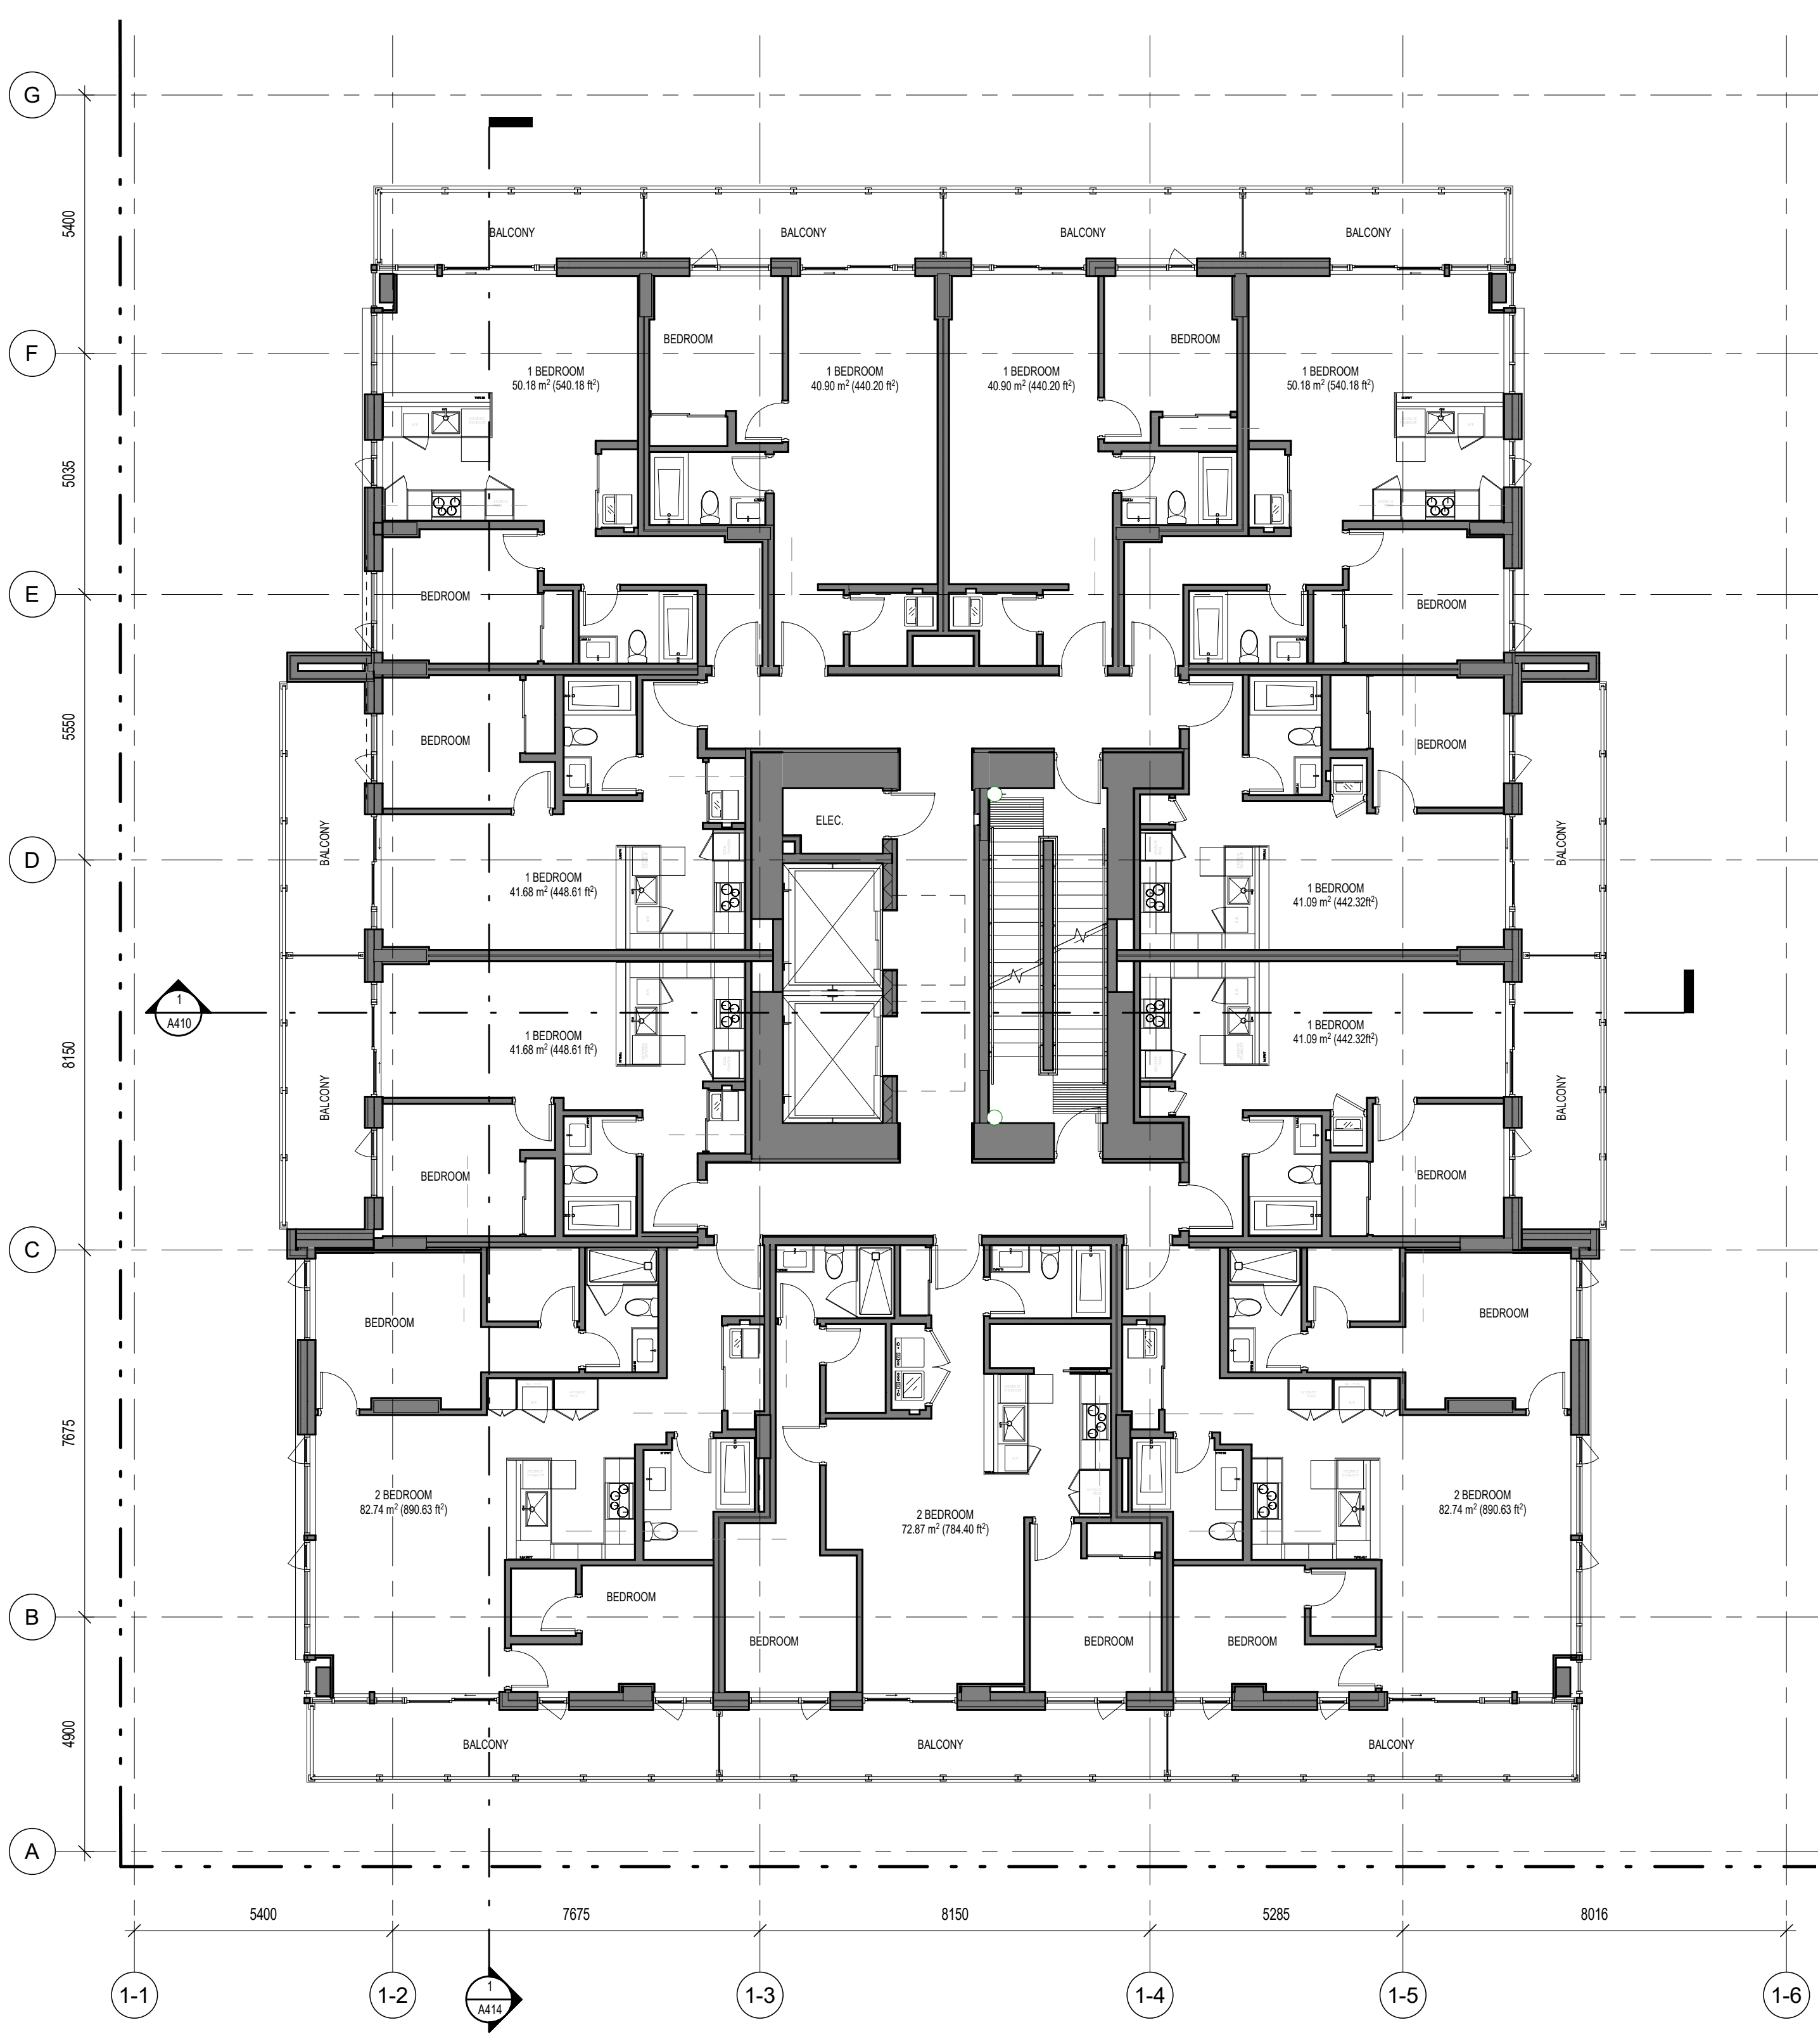 G
5400
BALCONY
BALCONY
BALCONY
BALCONY
BEDROOM
BEDROOM
F
1 BEDROOM
50.18 m² (540.18 ft²)
1 BEDROOM
40.90 m² (440.20 ft²)
1 BEDROOM
40.90 m² (440.20 ft²)
1 BEDROOM
50.18 m² (540.18 ft²)
5035
E
BEDROOM
BEDROOM
5550
BEDROOM
BEDROOM
ELEC.
BALCONY
BALCONY
D
1 BEDROOM
41.68 m² (448.61 ft²)
1 BEDROOM
41.09 m² (442.32ft²)
1
A410
1 BEDROOM
41.68 m² (448.61 ft²)
1 BEDROOM
41.09 m² (442.32ft²)
8150
BALCONY
BALCONY
BEDROOM
BEDROOM
C
BEDROOM
BEDROOM
7675
2 BEDROOM
82.74 m² (890.63 ft²)
2 BEDROOM
72.87 m² (784.40 ft²)
2 BEDROOM
82.74 m² (890.63 ft²)
BEDROOM
B
BEDROOM
BEDROOM
BEDROOM
4900
BALCONY
BALCONY
BALCONY
A
5400
7675
8150
5285
8016
1-1
1-2
1
A414
1-3
1-4
1-5
1-6